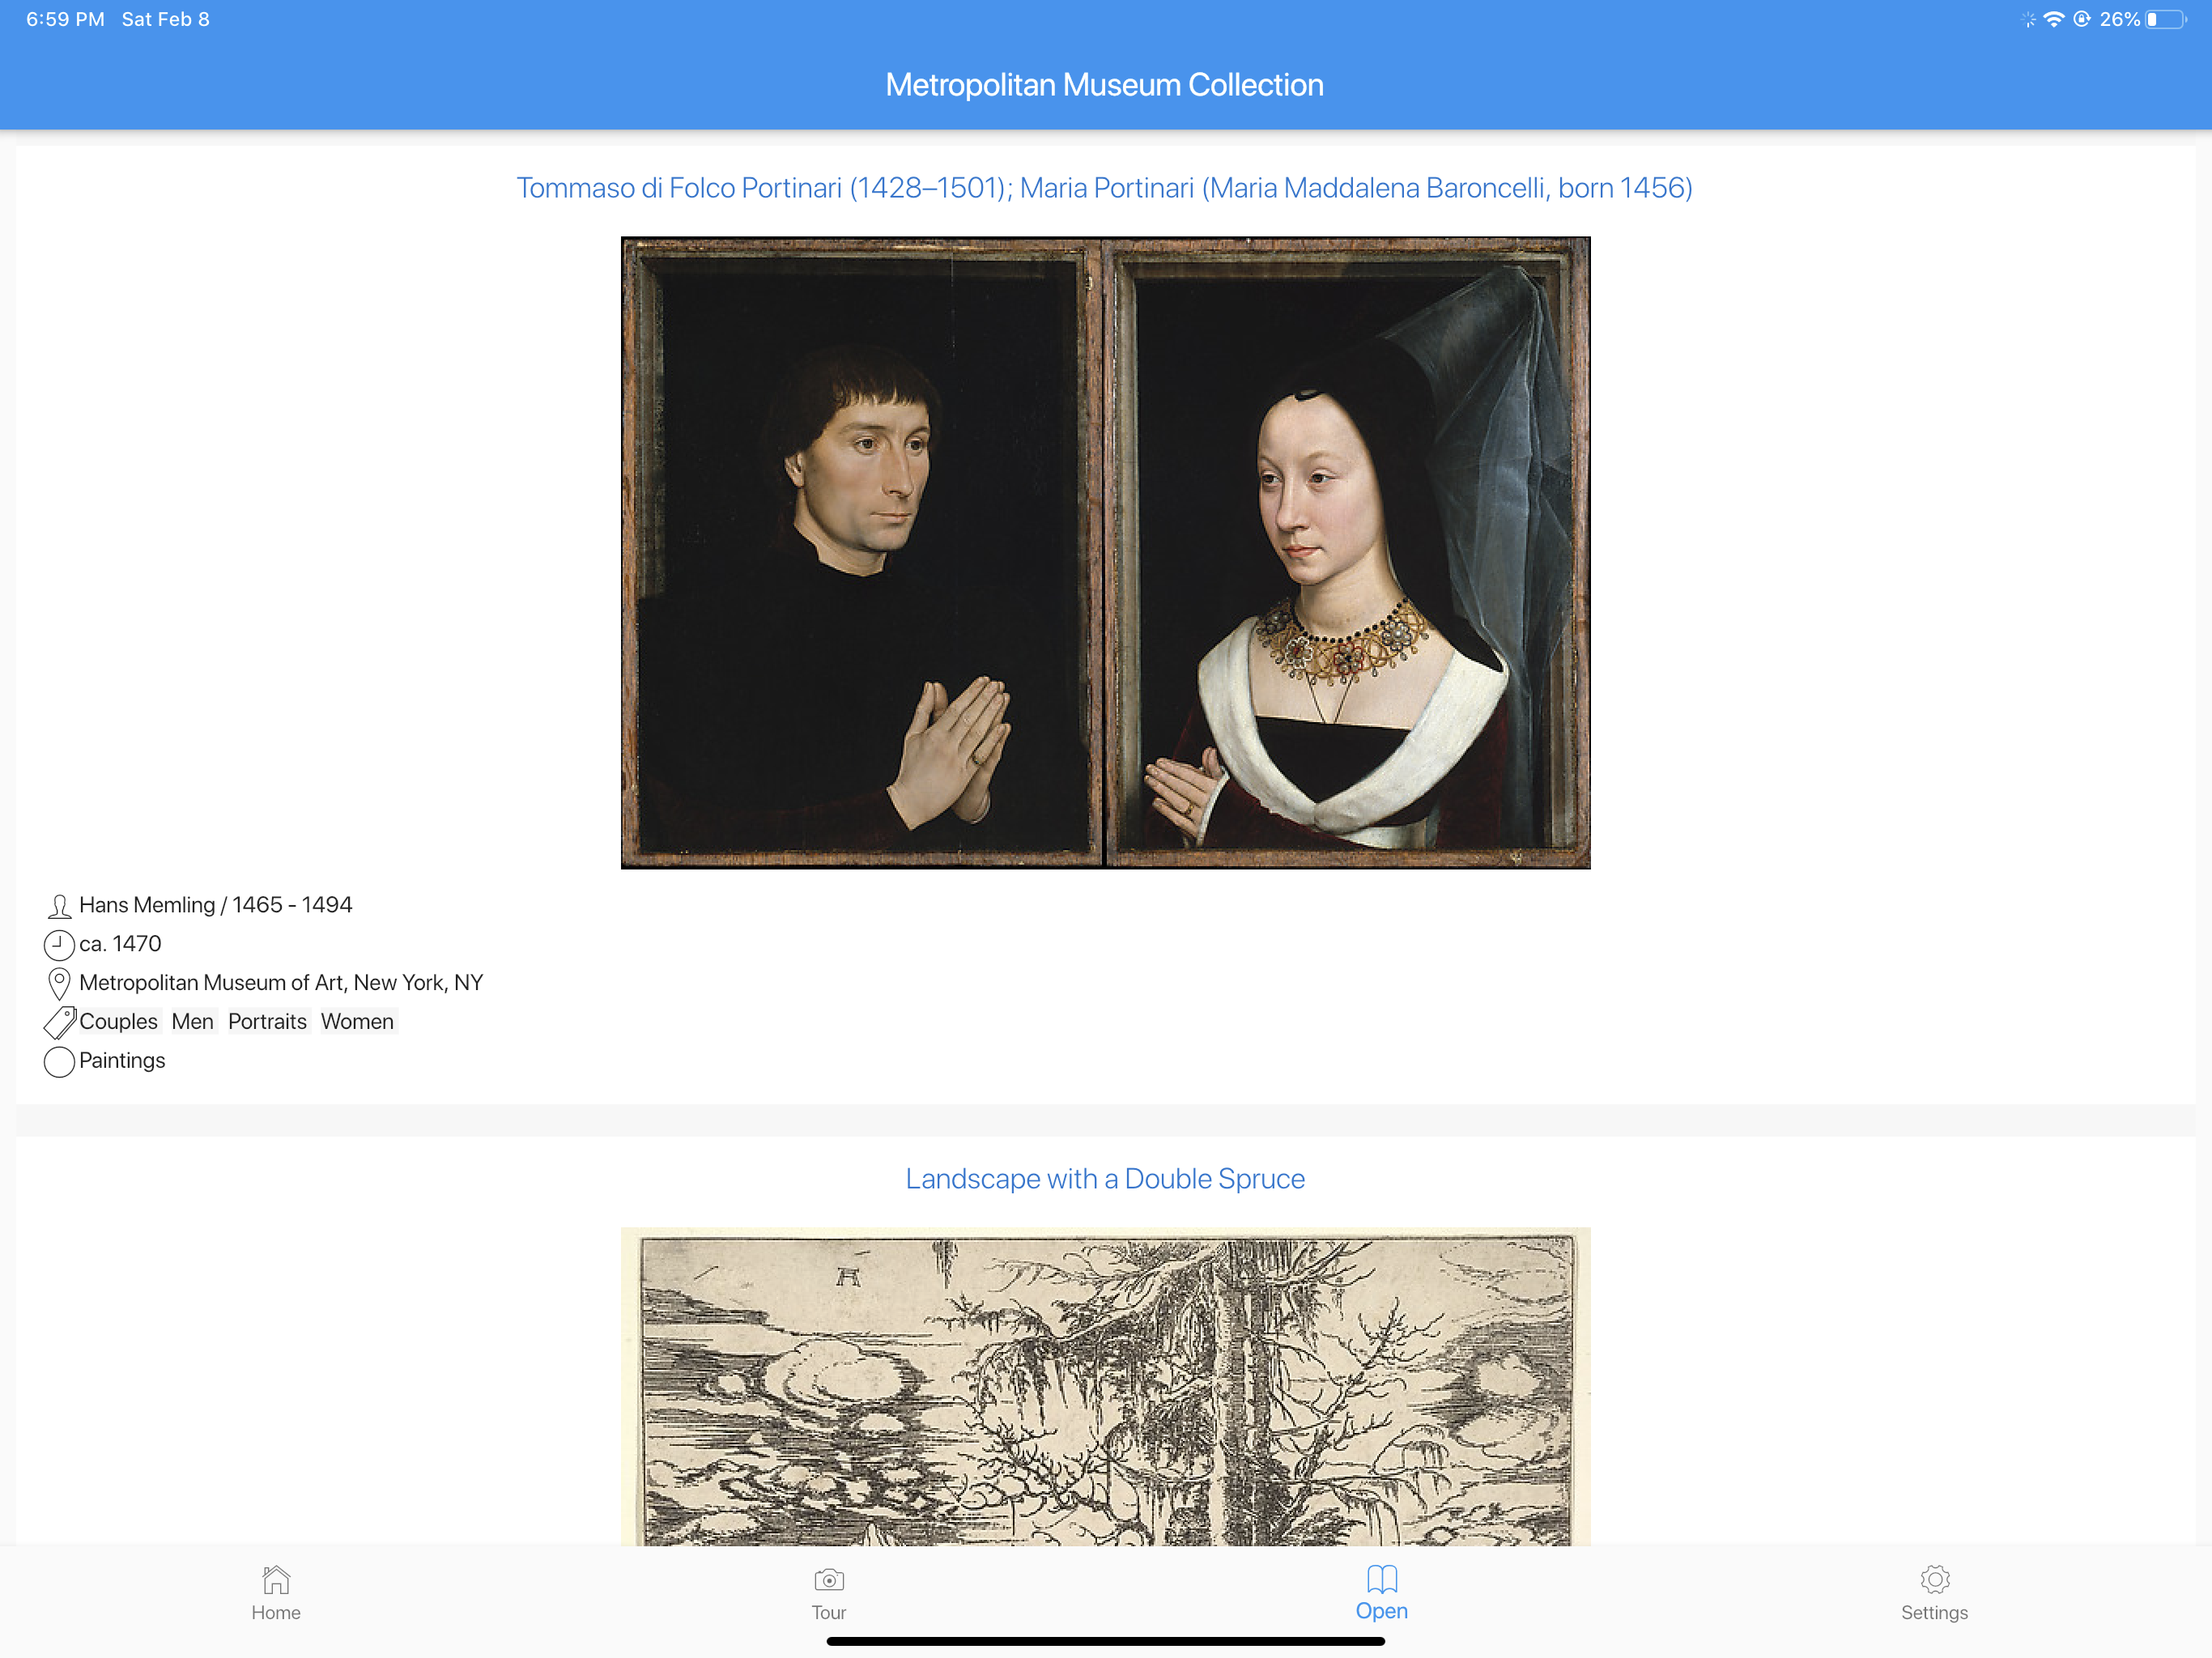 6:59 PM Sat Feb 8
26%
Metropolitan Museum Collection
Tommaso di Folco Portinari (1428–1501); Maria Portinari (Maria Maddalena Baroncelli, born 1456)
Hans Memling / 1465 - 1494
ca. 1470
Metropolitan Museum of Art, New York, NY
Couples Men Portraits Women
Paintings
Landscape with a Double Spruce
Home
Tour
Open
Settings